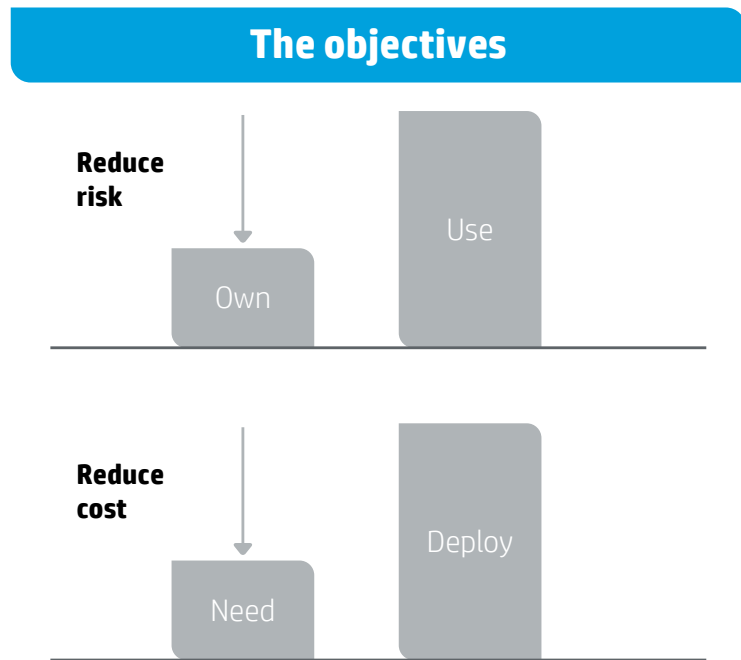 The objectives
Reduce
risk
Use
Own
Reduce
cost
Deploy
Need